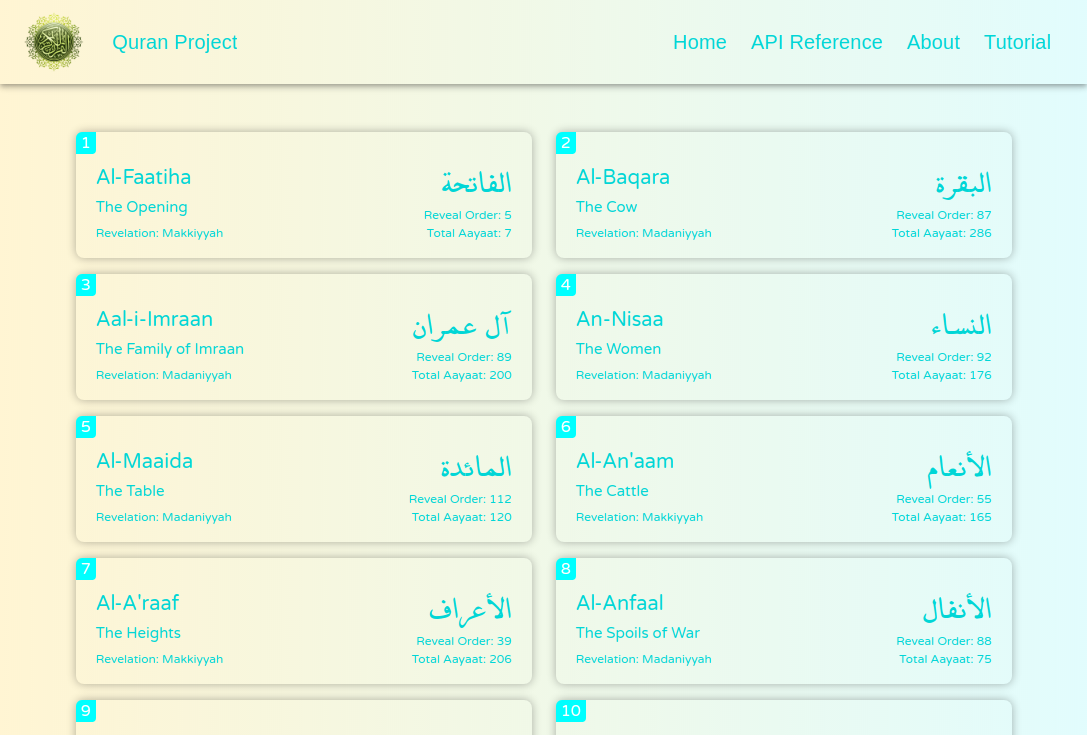 Quran Project
Home API Reference About Tutorial
1
Al-Faatiha
The Opening
Revelation: Makkiyyah
الفاتحة
Reveal Order: 5
Total Aayaat: 7
2
Al-Baqara
The Cow
Revelation: Madaniyyah
البقرة
Reveal Order: 87
Total Aayaat: 286
3
Aal-i-Imraan
The Family of Imraan
Revelation: Madaniyyah
آل عمران
Reveal Order: 89
Total Aayaat: 200
4
An-Nisaa
The Women
Revelation: Madaniyyah
النساء
Reveal Order: 92
Total Aayaat: 176
5
Al-Maaida
The Table
Revelation: Madaniyyah
المائدة
Reveal Order: 112
Total Aayaat: 120
6
Al-An'aam
The Cattle
Revelation: Makkiyyah
الأنعام
Reveal Order: 55
Total Aayaat: 165
7
Al-A'raaf
The Heights
Revelation: Makkiyyah
الأعراف
Reveal Order: 39
Total Aayaat: 206
8
Al-Anfaal
The Spoils of War
Revelation: Madaniyyah
الأنفال
Reveal Order: 88
Total Aayaat: 75
9
10